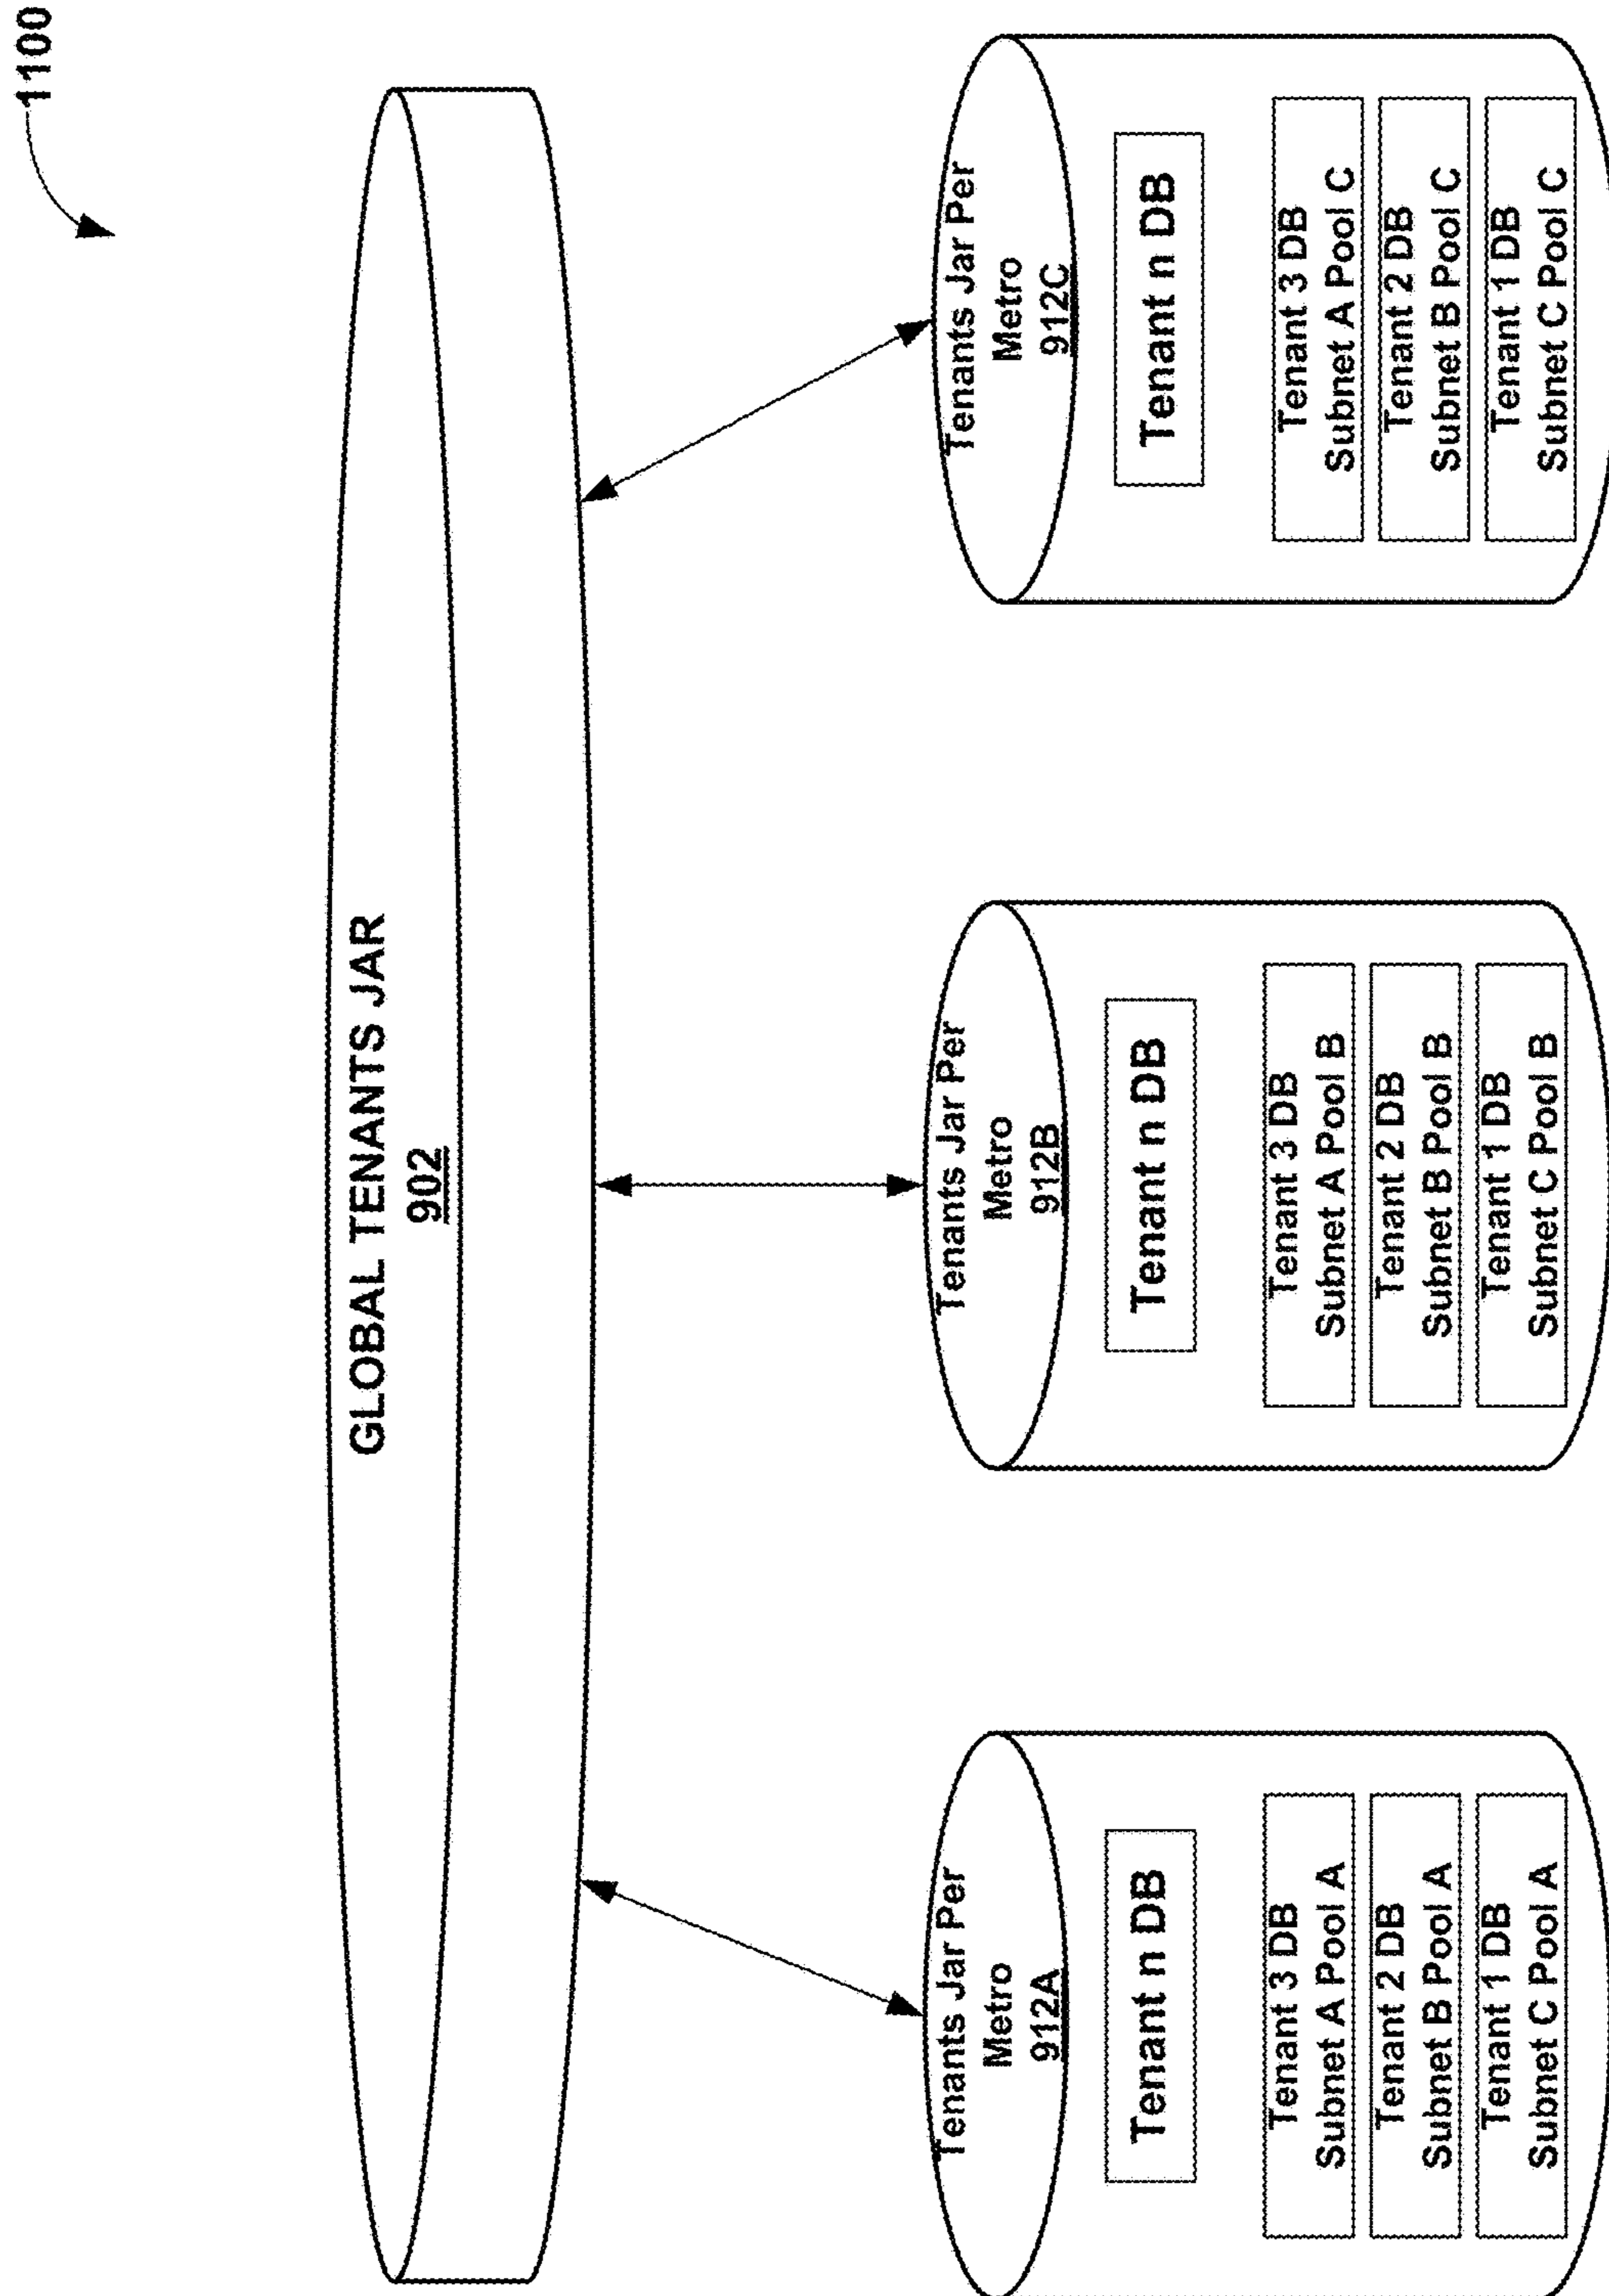 1100
GLOBAL TENANTS JAR
902
Tenants Jar Per
Metro
912A
Tenant n DB
Tenant 3 DB
Subnet A Pool A
Tenant 2 DB
Subnet B Pool A
Tenant 1 DB
Subnet C Pool A
Tenants Jar Per
Metro
912B
Tenant n DB
Tenant 3 DB
Subnet A Pool B
Tenant 2 DB
Subnet B Pool B
Tenant 1 DB
Subnet C Pool B
Tenants Jar Per
Metro
912C
Tenant n DB
Tenant 3 DB
Subnet A Pool C
Tenant 2 DB
Subnet B Pool C
Tenant 1 DB
Subnet C Pool C